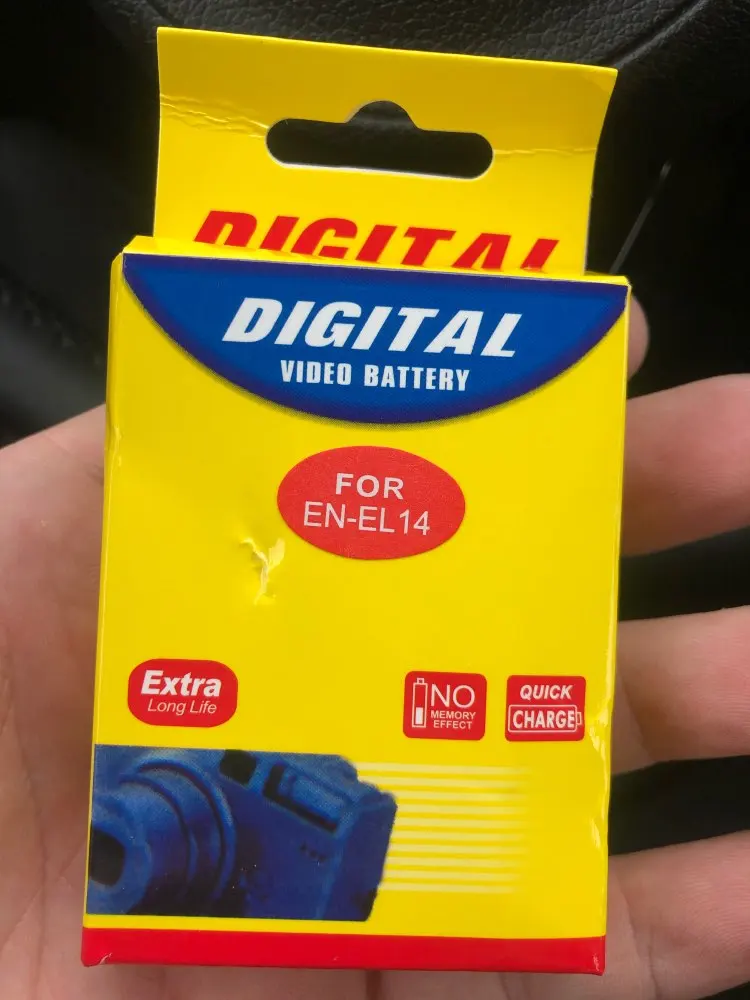 DIGITAL
DIGITAL
VIDEO BATTERY
FOR
EN-EL14
Extra
Long Life
NO
MEMORY
EFFECT
QUICK
CHARGE